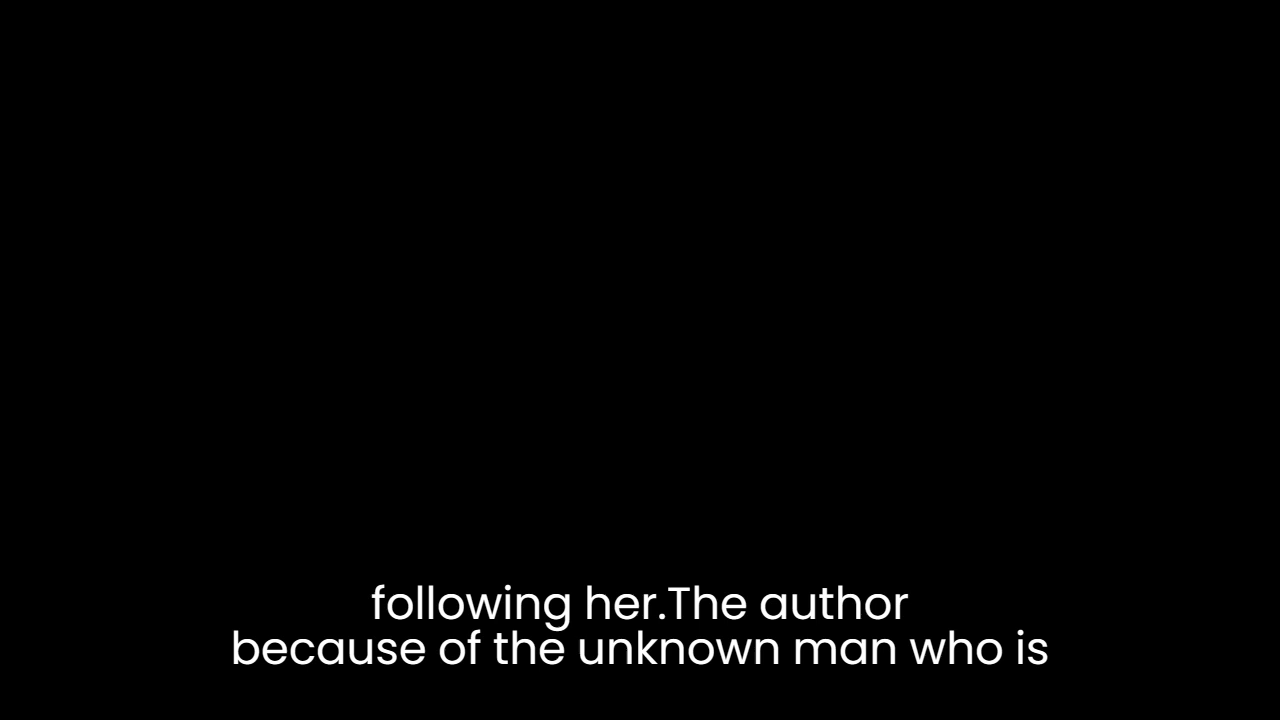 following her.The author
because of the unknown man who is